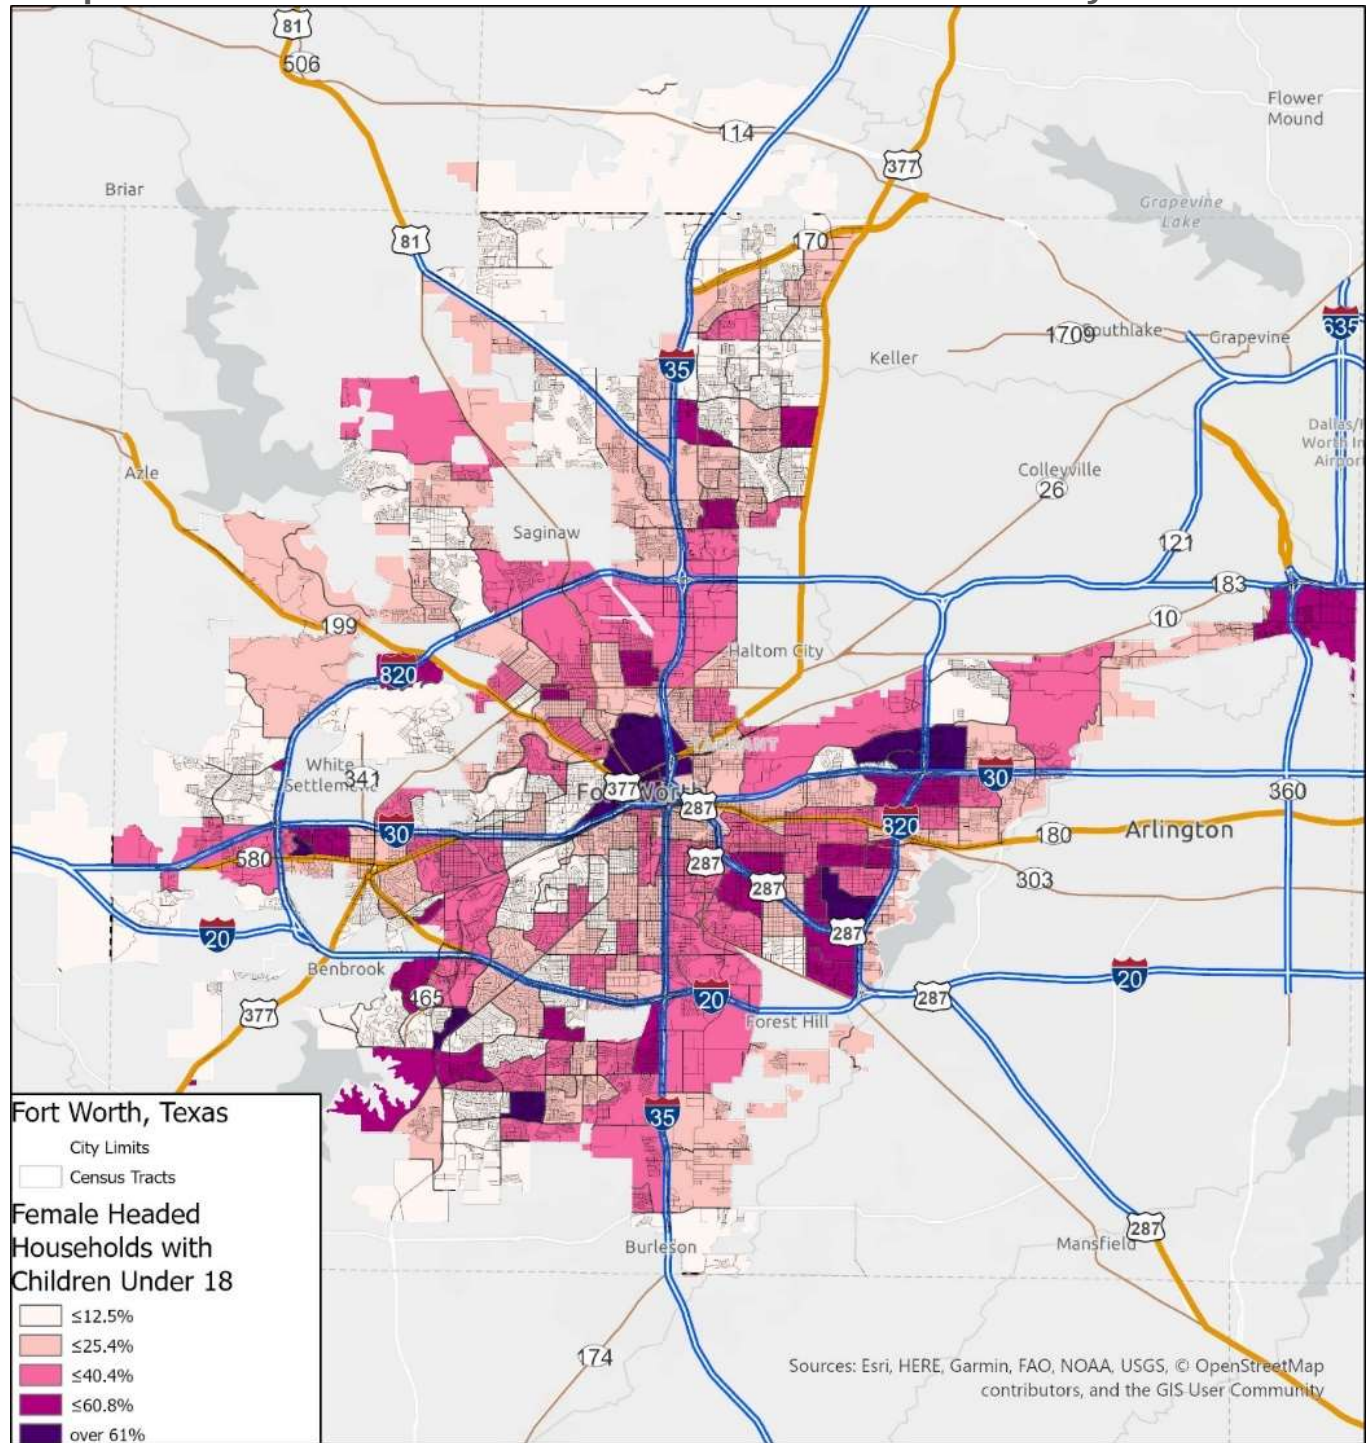 81
506
Flower
Mound
114
377
Briar
Grapevine
Lake
81
170
635
1709
Southlake
Grapevine
35
Keller
Azle
Colleyville
26
Saginaw
121
183
10
199
Haltom City
820
White
341
377
287
30
360
30
820
180
Arlington
580
287
303
287
287
20
Benbrook
465
20
20
287
377
Forest Hill
35
Burleson
287
Mansfield
174
Fort Worth, Texas
City Limits
Census Tracts
Female Headed
Households with
Children Under 18
≤12.5%
≤25.4%
≤40.4%
≤60.8%
over 61%
Sources: Esri, HERE, Garmin, FAO, NOAA, USGS, © OpenStreetMap
contributors, and the GIS User Community